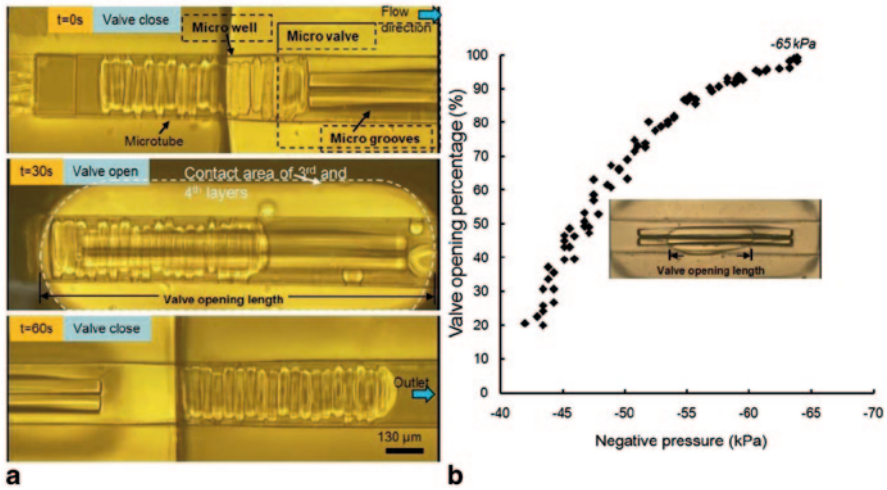 t=0s Valve close
Flow direction
Micro well
Micro valve
Microtube
Micro grooves
t=30s Valve open
Contact area of 3rd and
4th layers
Valve opening length
t=60s Valve close
Outlet
130 µm
a
-65kPa
Valve opening percentage (%)
100
90
80
70
60
50
40
30
20
10
0
Valve opening length
-40 -45 -50 -55 -60 -65 -70
Negative pressure (kPa)
b